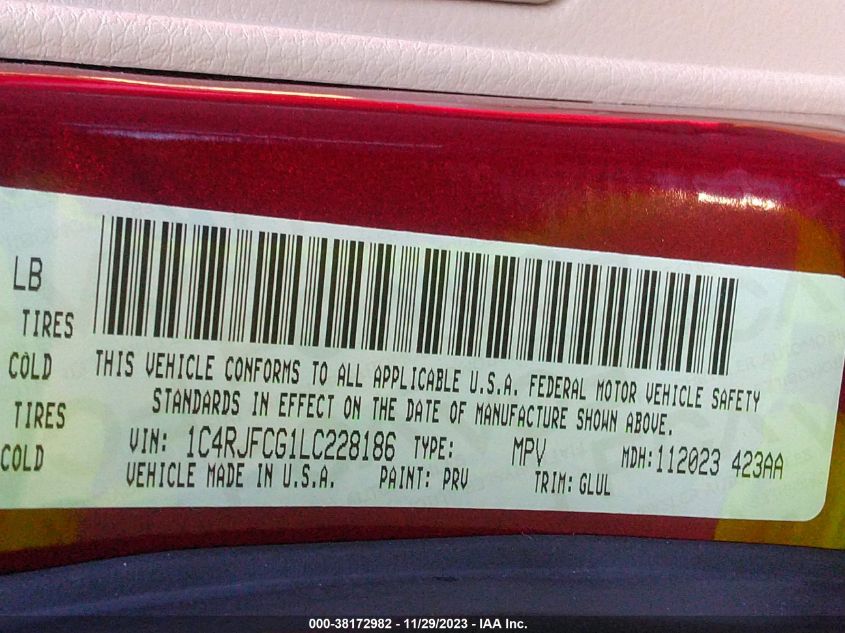 LB
TIRES
COLD
TIRES
COLD
THIS VEHICLE CONFORMS TO ALL APPLICABLE U.S.A. FEDERAL MOTOR VEHICLE SAFETY
STANDARDS IN EFFECT ON THE DATE OF MANUFACTURE SHOWN ABOVE.
VIN: 1C4RJFCG1LC228186 TYPE: MPV MDH: 112023 423AA
VEHICLE MADE IN U.S.A. PAINT: PRV TRIM: GLUL
000-38172982 - 11/29/2023 - IAA Inc.